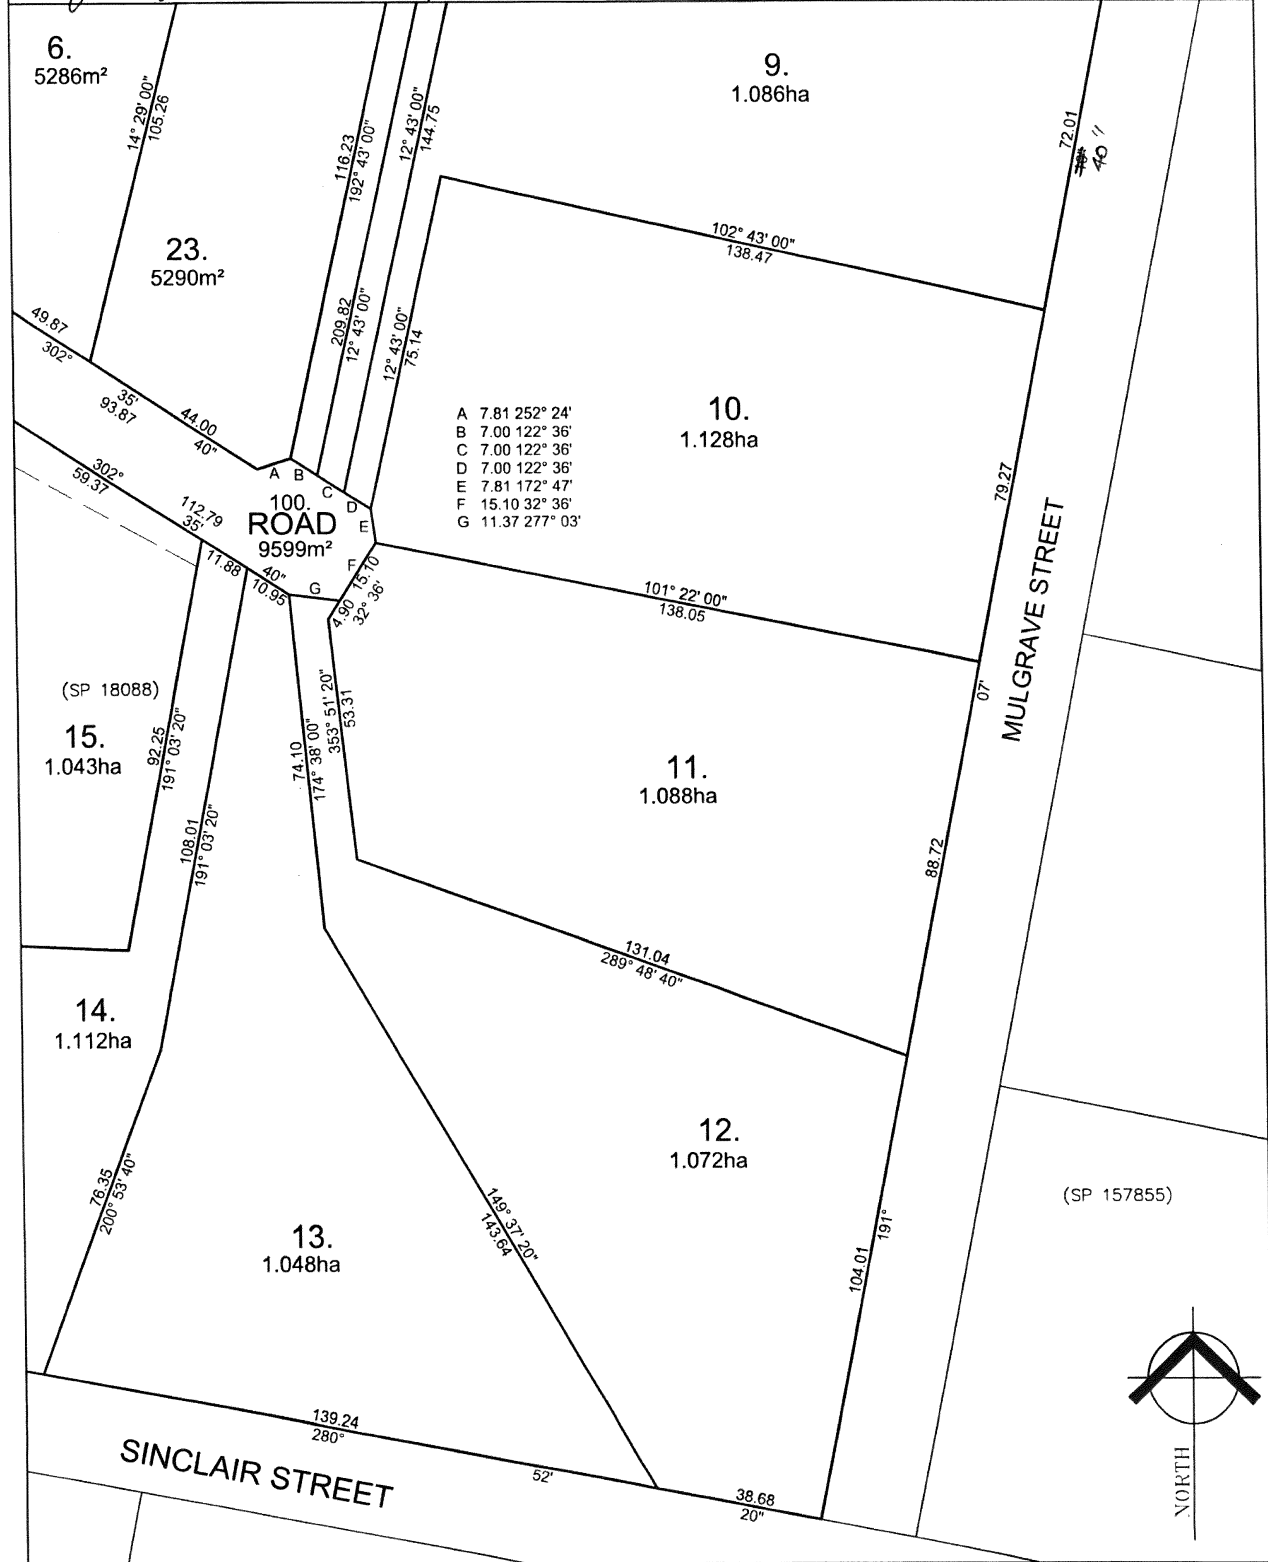 6.
5286m²
14° 29' 00"
105.26
23.
5290m²
116.23
192° 43' 00"
209.82
12° 43' 00"
12° 43' 00"
144.75
12° 43' 00"
75.14
9.
1.086ha
72.01
40"
102° 43' 00"
138.47
10.
1.128ha
79.27
49.87
302°
35'
93.87
44.00
40"
A 7.81 252° 24'
B 7.00 122° 36'
C 7.00 122° 36'
D 7.00 122° 36'
E 7.81 172° 47'
F 15.10 32° 36'
G 11.37 277° 03'
A
B
C
D
E
F
G
100.
ROAD
9599m²
302°
59.37
112.79
35'
11.88
40"
10.95
15.10
4.90
32° 36'
101° 22' 00"
138.05
MULGRAVE STREET
07'
(SP 18088)
15.
1.043ha
92.25
191° 03' 20"
108.01
191° 03' 20"
74.10
174° 38' 00"
353° 51' 20"
53.31
11.
1.088ha
88.72
131.04
289° 48' 40"
14.
1.112ha
76.35
200° 53' 40"
13.
1.048ha
149° 37' 20"
143.64
12.
1.072ha
104.01
191°
(SP 157855)
139.24
280°
52'
38.68
20"
SINCLAIR STREET
NORTH